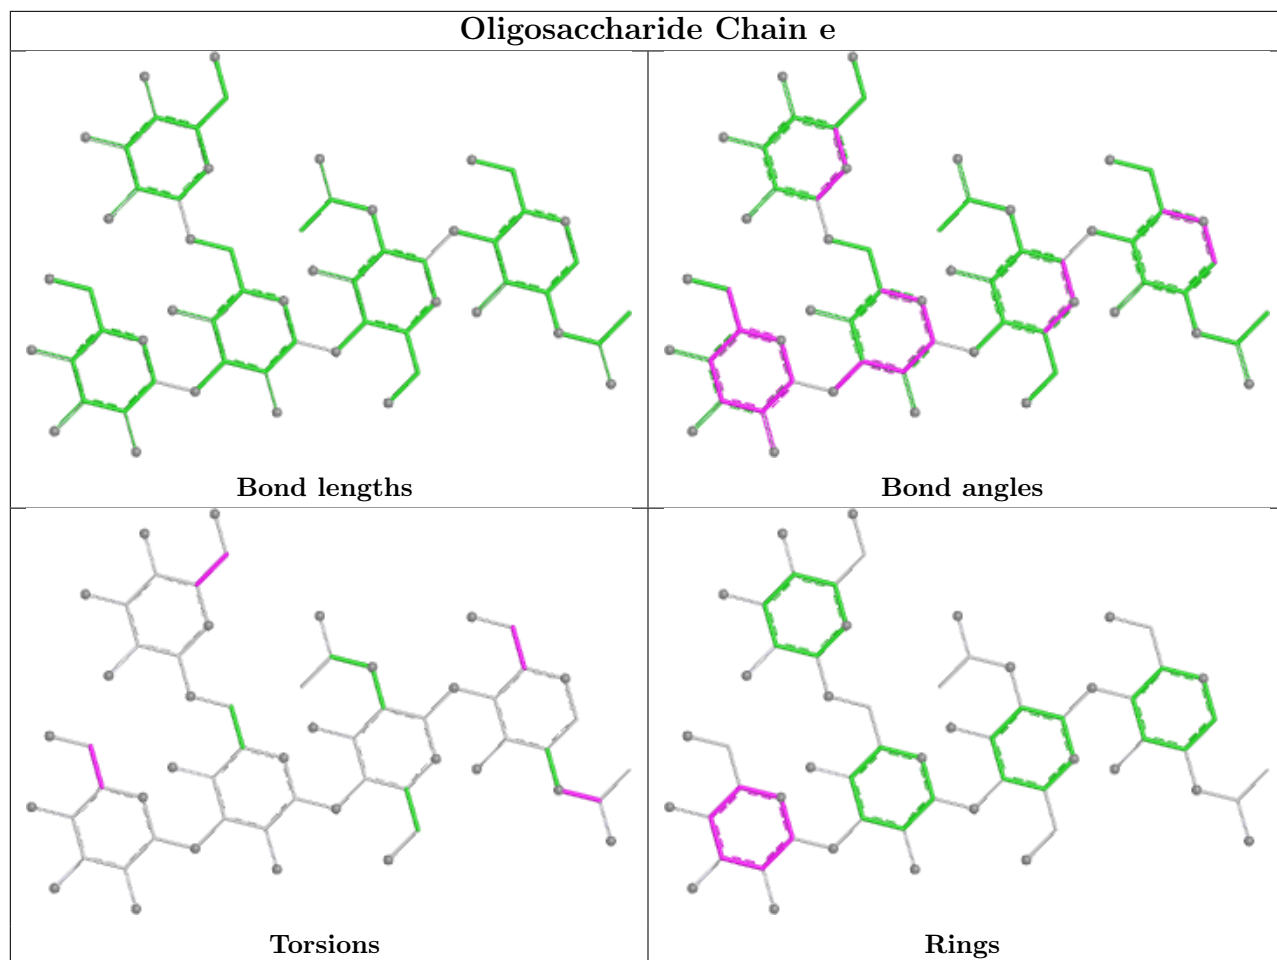 Oligosaccharide Chain e
Bond lengths
Bond angles
Torsions
Rings